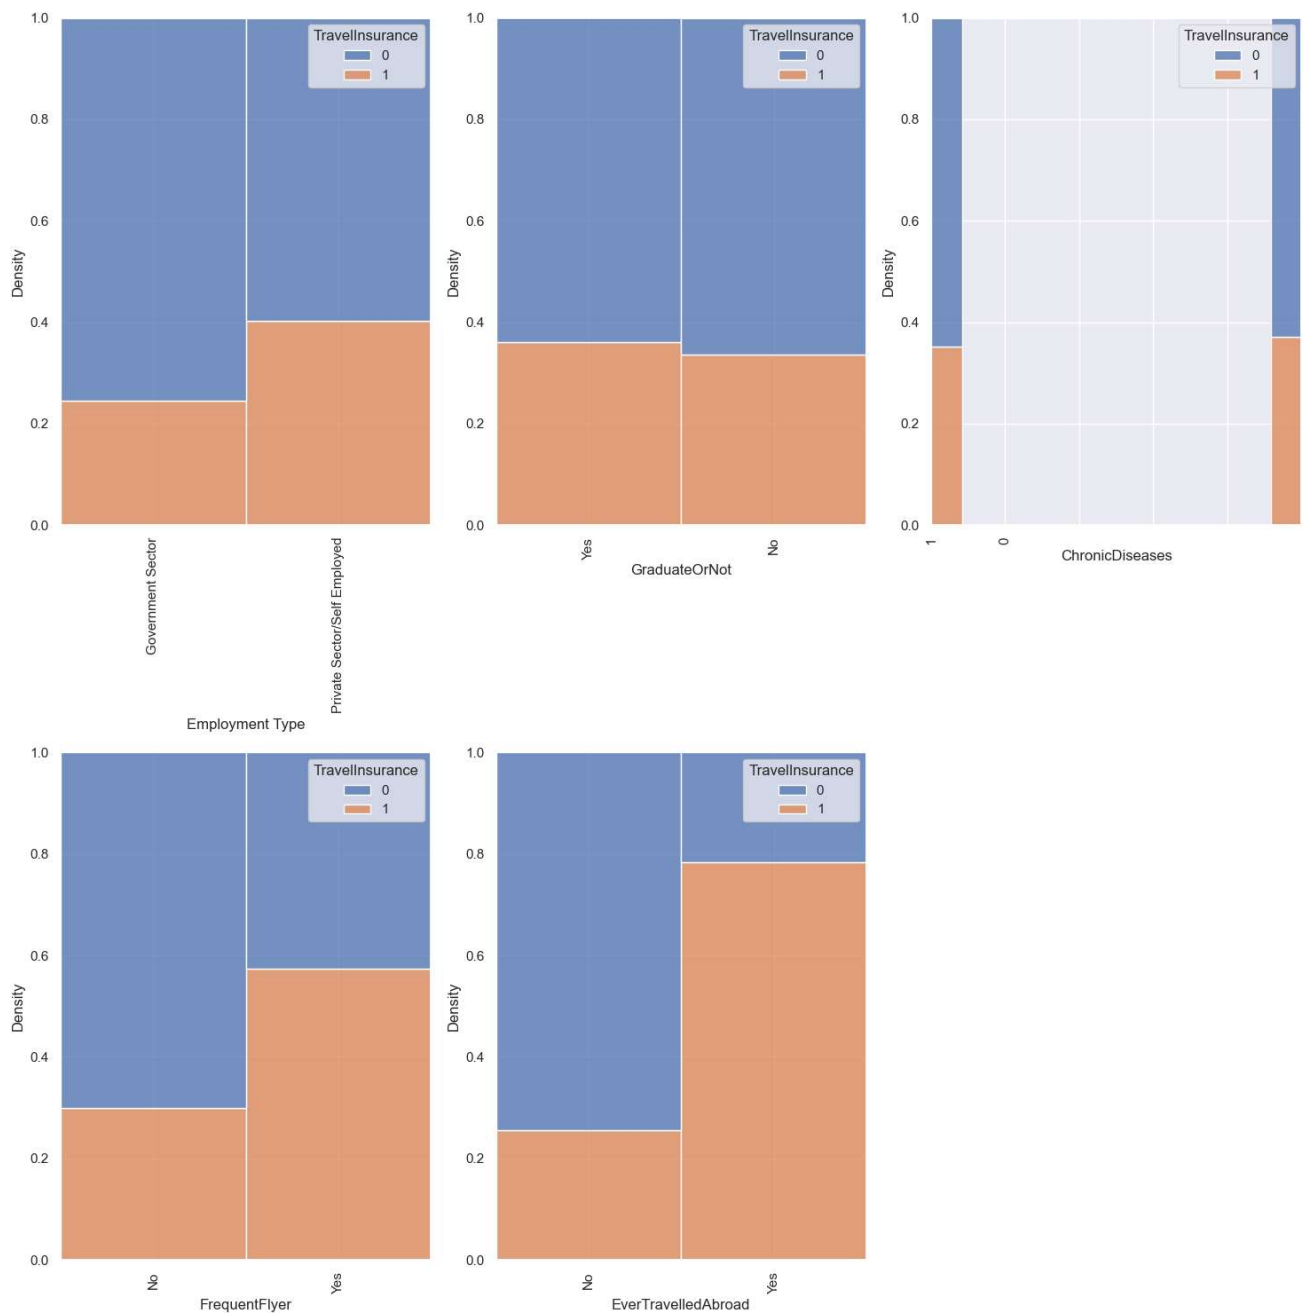 1.0
0.8
0.6
0.4
0.2
0.0
Density
TravelInsurance
0
1
Government Sector
Private Sector/Self Employed
Employment Type
1.0
0.8
0.6
0.4
0.2
0.0
Density
TravelInsurance
0
1
Yes
No
GraduateOrNot
1.0
0.8
0.6
0.4
0.2
0.0
Density
TravelInsurance
0
1
1
0
ChronicDiseases
1.0
0.8
0.6
0.4
0.2
0.0
Density
TravelInsurance
0
1
No
Yes
FrequentFlyer
1.0
0.8
0.6
0.4
0.2
0.0
Density
TravelInsurance
0
1
No
Yes
EverTravelledAbroad